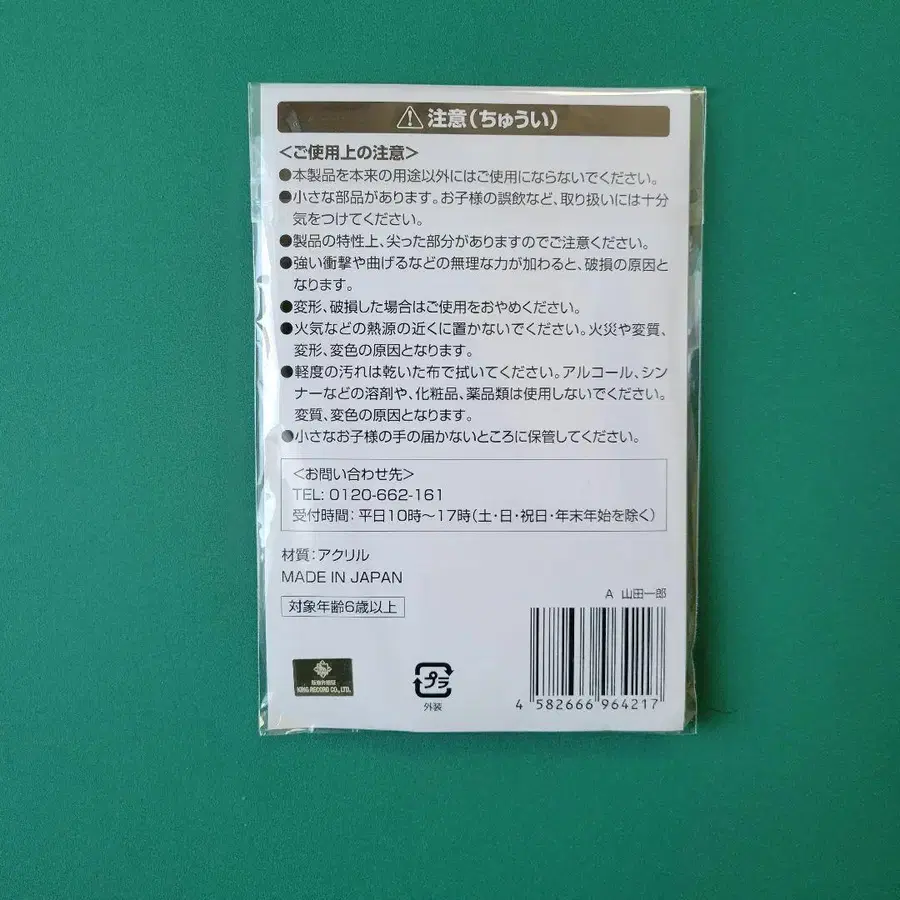 注意(ちゅうい)
<ご使用上の注意>
●本製品を本来の用途以外にはご使用にならないでください。
●小さな部品があります。お子様の誤飲など、取り扱いには十分
気をつけてください。
●製品の特性上、尖った部分がありますのでご注意ください。
●強い衝撃や曲げるなどの無理な力が加わると、破損の原因と
なります。
●変形、破損した場合はご使用をおやめください。
●火気などの熱源の近くに置かないでください。火災や変質、
変形、変色の原因となります。
●軽度の汚れは乾いた布で拭いてください。アルコール、シン
ナーなどの溶剤や、化粧品、薬品類は使用しないでください。
変質、変色の原因となります。
●小さなお子様の手の届かないところに保管してください。
<お問い合わせ先>
TEL: 0120-662-161
受付時間：平日10時〜17時(土・日・祝日・年末年始を除く)
材質：アクリル
MADE IN JAPAN
A 山田一郎
対象年齢6歳以上
KING RECORD CO., LTD.
プラ
外装
4 582666 964217